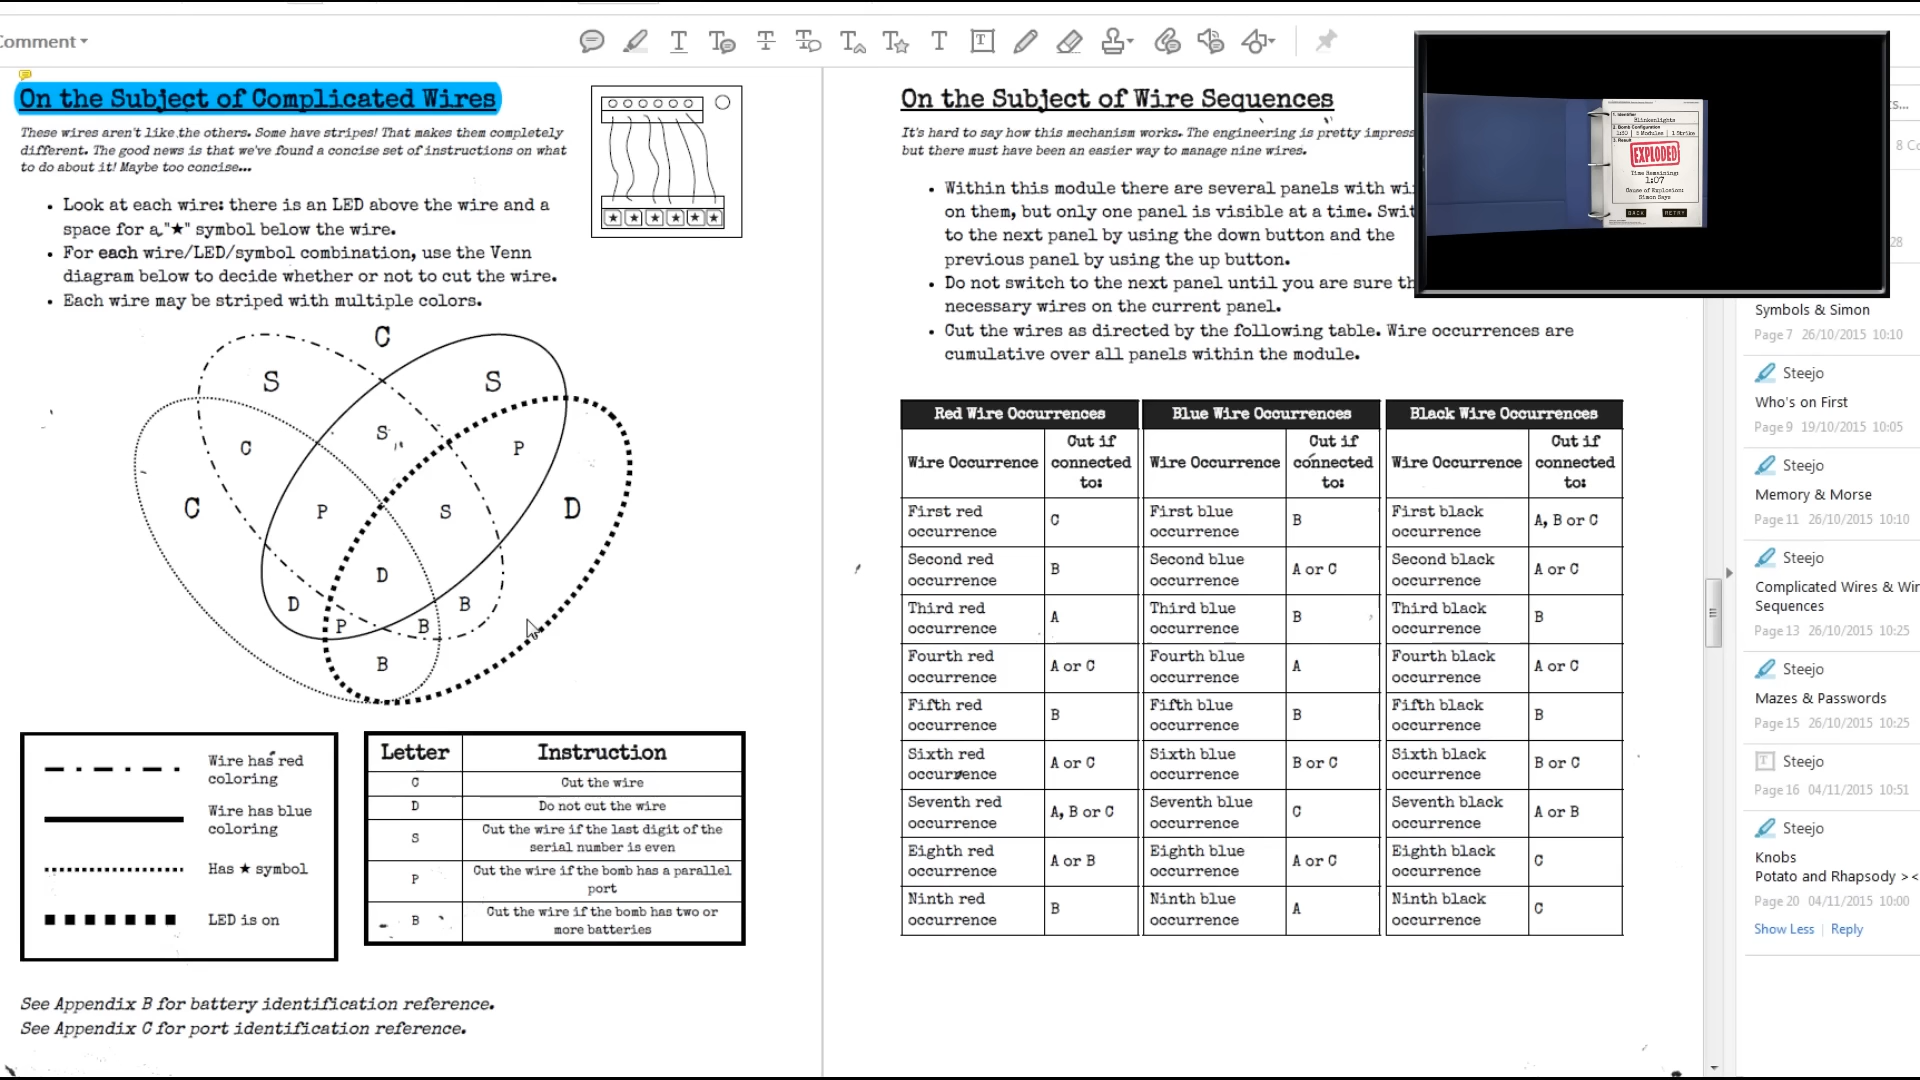 Comment
On the Subject of Complicated Wires
These wires aren't like the others. Some have stripes! That makes them completely
different. The good news is that we've found a concise set of instructions on what
to do about it! Maybe too concise...
• Look at each wire: there is an LED above the wire and a
space for a "★" symbol below the wire.
• For each wire/LED/symbol combination, use the Venn
diagram below to decide whether or not to cut the wire.
• Each wire may be striped with multiple colors.
C
S S
S
C P
C P S D
D
D B
P B
B
Wire has red
coloring
Wire has blue
coloring
Has ★ symbol
LED is on
Letter Instruction
C Cut the wire
D Do not cut the wire
S Cut the wire if the last digit of the
serial number is even
P Cut the wire if the bomb has a parallel
port
B Cut the wire if the bomb has two or
more batteries
See Appendix B for battery identification reference.
See Appendix C for port identification reference.
On the Subject of Wire Sequences
It's hard to say how this mechanism works. The engineering is pretty impress
but there must have been an easier way to manage nine wires.
• Within this module there are several panels with wi
on them, but only one panel is visible at a time. Swit
to the next panel by using the down button and the
previous panel by using the up button.
• Do not switch to the next panel until you are sure th
necessary wires on the current panel.
• Cut the wires as directed by the following table. Wire occurrences are
cumulative over all panels within the module.
Red Wire Occurrences Blue Wire Occurrences Black Wire Occurrences
Wire Occurrence Cut if connected to: Wire Occurrence Cut if connected to: Wire Occurrence Cut if connected to:
First red occurrence C First blue occurrence B First black occurrence A, B or C
Second red occurrence B Second blue occurrence A or C Second black occurrence A or C
Third red occurrence A Third blue occurrence B Third black occurrence B
Fourth red occurrence A or C Fourth blue occurrence A Fourth black occurrence A or C
Fifth red occurrence B Fifth blue occurrence B Fifth black occurrence B
Sixth red occurrence A or C Sixth blue occurrence B or C Sixth black occurrence B or C
Seventh red occurrence A, B or C Seventh blue occurrence C Seventh black occurrence A or B
Eighth red occurrence A or B Eighth blue occurrence A or C Eighth black occurrence C
Ninth red occurrence B Ninth blue occurrence A Ninth black occurrence C
Blinkenlights
EXPLODED
Time Remaining:
1:07
Cause of Explosion:
Simon Says
BACK RETRY
s...
8 Co
28
Symbols & Simon
Page 7 26/10/2015 10:10
Steejo
Who's on First
Page 9 19/10/2015 10:05
Steejo
Memory & Morse
Page 11 26/10/2015 10:10
Steejo
Complicated Wires & Wir
Sequences
Page 13 26/10/2015 10:25
Steejo
Mazes & Passwords
Page 15 26/10/2015 10:25
Steejo
Page 16 04/11/2015 10:51
Steejo
Knobs
Potato and Rhapsody > <
Page 20 04/11/2015 10:00
Show Less | Reply